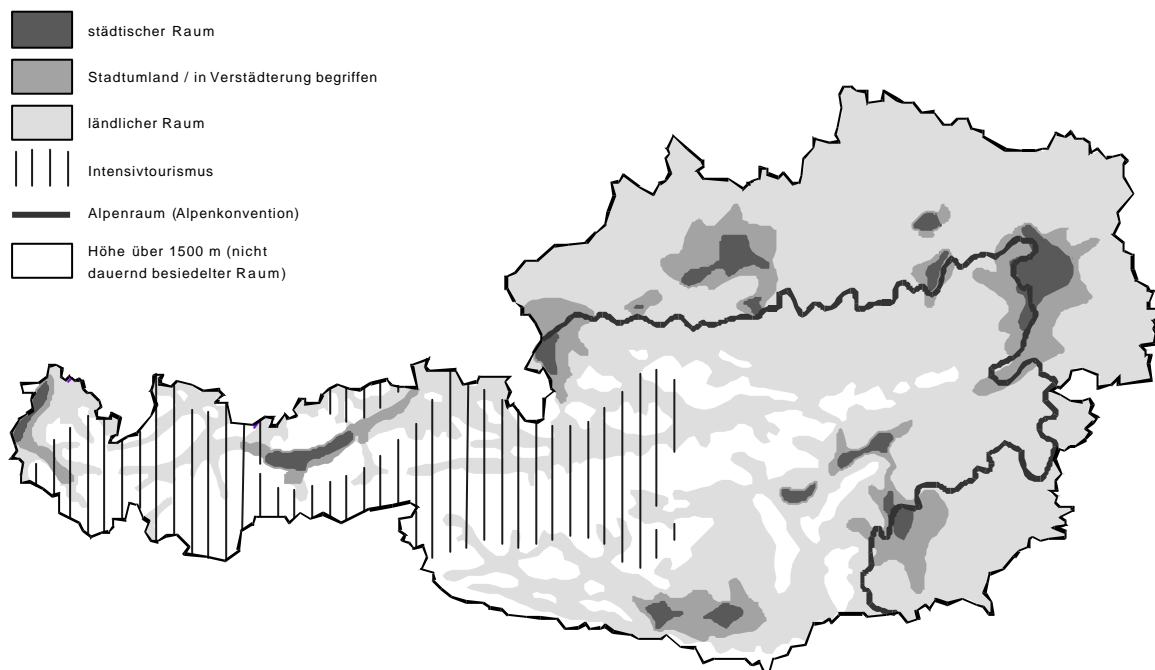 städtischer Raum
Stadtumland / in Verstädterung begriffen
ländlicher Raum
Intensivtourismus
Alpenraum (Alpenkonvention)
Höhe über 1500 m (nicht
dauernd besiedelter Raum)